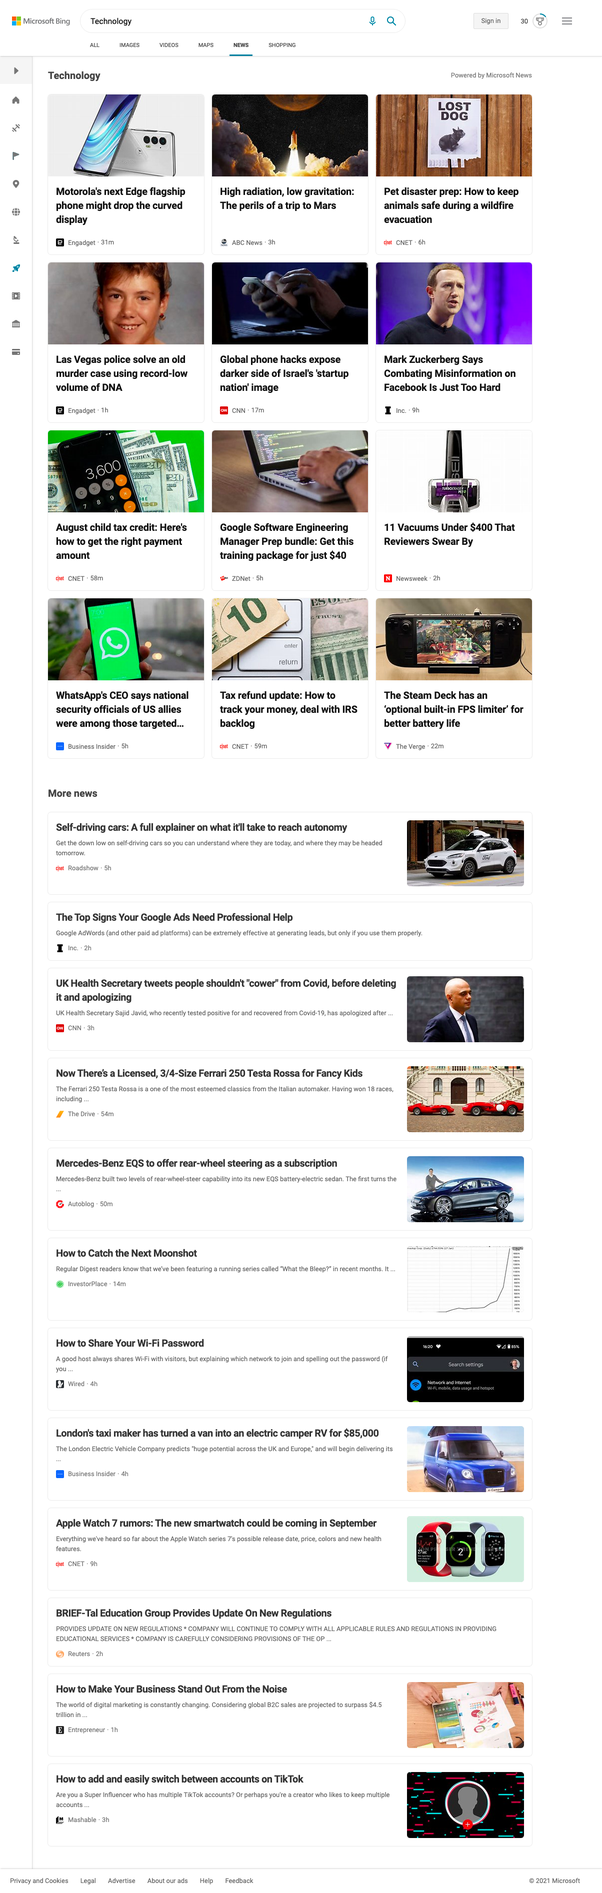 Microsoft Bing
Technology
Sign in
30
ALL IMAGES VIDEOS MAPS NEWS SHOPPING
Technology
Powered by Microsoft News
Motorola's next Edge flagship
phone might drop the curved
display
Engadget · 31m
High radiation, low gravitation:
The perils of a trip to Mars
ABC News · 3h
LOST
DOG
Pet disaster prep: How to keep
animals safe during a wildfire
evacuation
CNET · 6h
Las Vegas police solve an old
murder case using record-low
volume of DNA
Engadget · 1h
Global phone hacks expose
darker side of Israel's 'startup
nation' image
CNN · 17m
Mark Zuckerberg Says
Combating Misinformation on
Facebook Is Just Too Hard
Inc. · 9h
3,600
August child tax credit: Here's
how to get the right payment
amount
CNET · 58m
Google Software Engineering
Manager Prep bundle: Get this
training package for just $40
ZDNet · 5h
11 Vacuums Under $400 That
Reviewers Swear By
Newsweek · 2h
WhatsApp's CEO says national
security officials of US allies
were among those targeted...
Business Insider · 5h
10
enter
return
Tax refund update: How to
track your money, deal with IRS
backlog
CNET · 59m
The Steam Deck has an
'optional built-in FPS limiter' for
better battery life
The Verge · 22m
More news
Self-driving cars: A full explainer on what it'll take to reach autonomy
Get the down low on self-driving cars so you can understand where they are today, and where they may be headed
tomorrow.
Roadshow · 5h
The Top Signs Your Google Ads Need Professional Help
Google AdWords (and other paid ad platforms) can be extremely effective at generating leads, but only if you use them properly.
Inc. · 2h
UK Health Secretary tweets people shouldn't "cower" from Covid, before deleting
it and apologizing
UK Health Secretary Sajid Javid, who recently tested positive for and recovered from Covid-19, has apologized after ...
CNN · 3h
Now There's a Licensed, 3/4-Size Ferrari 250 Testa Rossa for Fancy Kids
The Ferrari 250 Testa Rossa is one of the most esteemed classics from the Italian automaker. Having won 18 races,
including ...
The Drive · 54m
Mercedes-Benz EQS to offer rear-wheel steering as a subscription
Mercedes-Benz built two levels of rear-wheel-steer capability into its new EQS battery-electric sedan. The first turns the
...
Autoblog · 50m
How to Catch the Next Moonshot
Regular Digest readers know that we've been featuring a running series called "What the Bleep?" in recent months. It ...
InvestorPlace · 14m
How to Share Your Wi-Fi Password
A good host always shares Wi-Fi with visitors, but explaining which network to join and spelling out the password (if
you ...
Wired · 4h
16:20
85%
Search settings
Network and Internet
Wi-Fi, mobile, data usage and hotspot
London's taxi maker has turned a van into an electric camper RV for $85,000
The London Electric Vehicle Company predicts "huge potential across the UK and Europe," and will begin delivering its
...
Business Insider · 4h
Apple Watch 7 rumors: The new smartwatch could be coming in September
Everything we've heard so far about the Apple Watch series 7's possible release date, price, colors and new health
features.
CNET · 9h
BRIEF-Tal Education Group Provides Update On New Regulations
PROVIDES UPDATE ON NEW REGULATIONS * COMPANY WILL CONTINUE TO COMPLY WITH ALL APPLICABLE RULES AND REGULATIONS IN PROVIDING
EDUCATIONAL SERVICES * COMPANY IS CAREFULLY CONSIDERING PROVISIONS OF THE OP ...
Reuters · 2h
How to Make Your Business Stand Out From the Noise
The world of digital marketing is constantly changing. Considering global B2C sales are projected to surpass $4.5
trillion in ...
Entrepreneur · 1h
How to add and easily switch between accounts on TikTok
Are you a Super Influencer who has multiple TikTok accounts? Or perhaps you're a creator who likes to keep multiple
accounts ...
Mashable · 3h
Privacy and Cookies Legal Advertise About our ads Help Feedback
© 2021 Microsoft